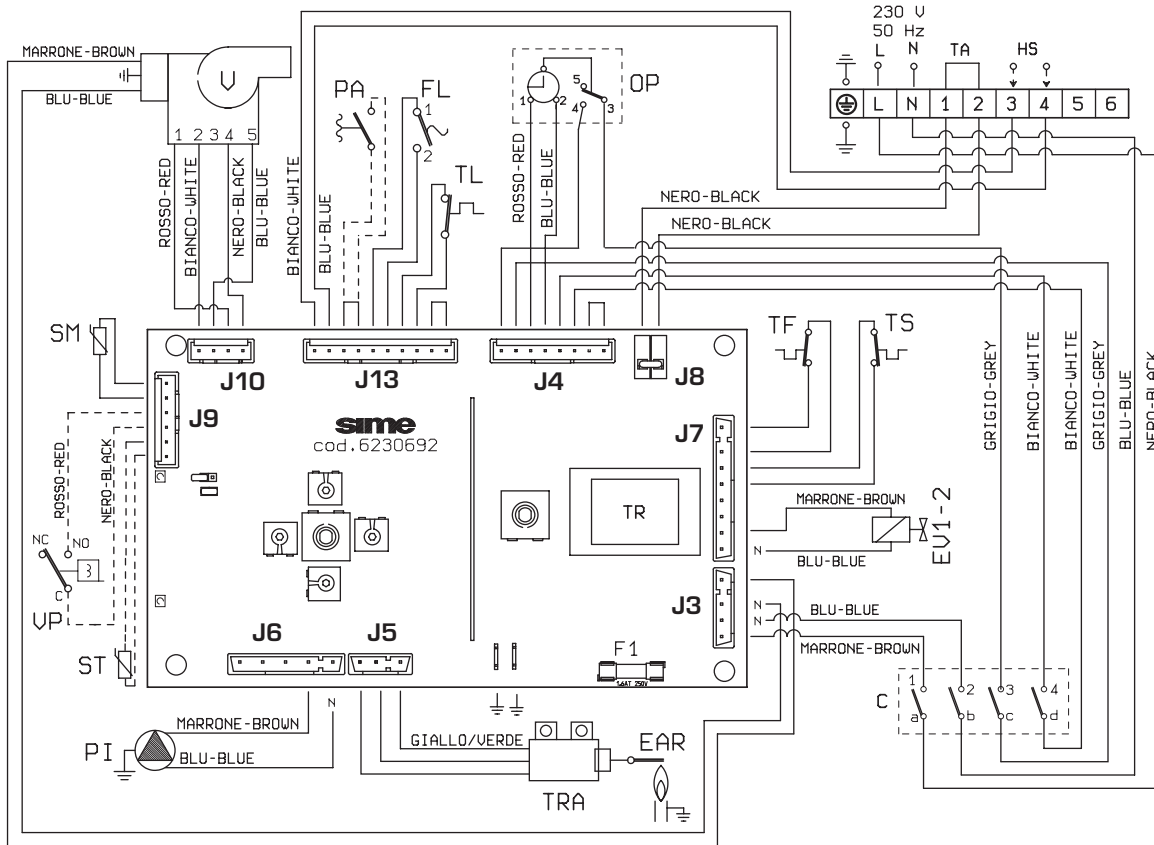 230 V
50 Hz
L N TA HS
L N 1 2 3 4 5 6
MARRONE-BROWN
BLU-BLUE
V
1 2 3 4 5
ROSSO-RED
BIANCO-WHITE
NERO-BLACK
BLU-BLUE
BIANCO-WHITE
BLU-BLUE
PA
FL
1
2
TL
OP
5
1 2 4 3
ROSSO-RED
BLU-BLUE
NERO-BLACK
NERO-BLACK
SM
J10
J13
J4
J8
TF
TS
J9
sime
cod.6230692
J7
ROSSO-RED
NERO-BLACK
TR
MARRONE-BROWN
N
BLU-BLUE
EV1-2
GRIGIO-GREY
BIANCO-WHITE
BIANCO-WHITE
GRIGIO-GREY
BLU-BLUE
NERO-BLACK
NC NO
C
VP
ST
J6
J5
J3
N
N
BLU-BLUE
MARRONE-BROWN
F1
1.6AT 250V
C
1 2 3 4
a b c d
N
PI
MARRONE-BROWN
BLU-BLUE
GIALLO/VERDE
TRA
EAR